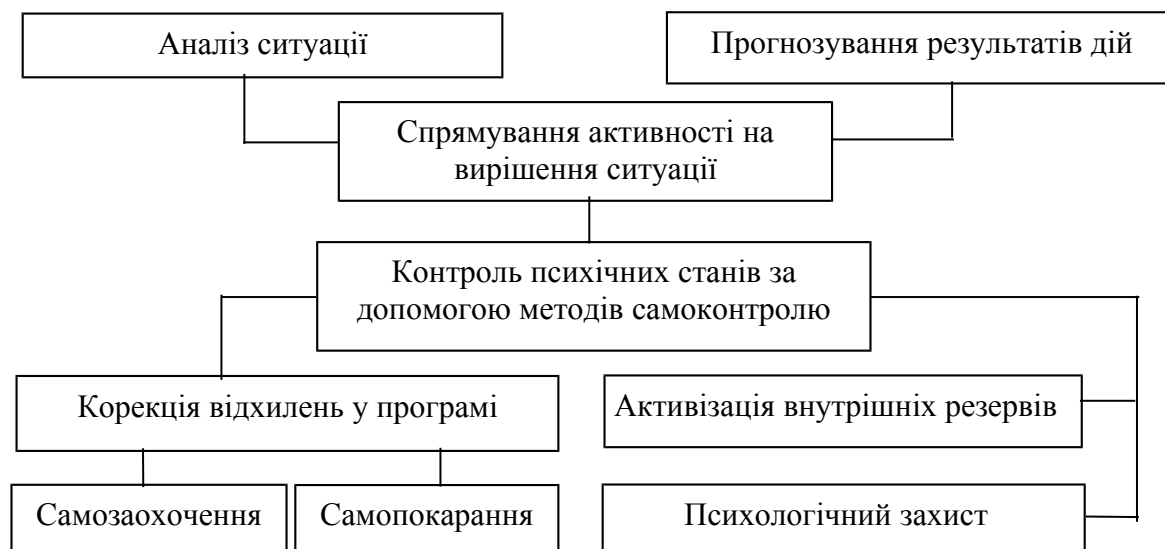 Аналіз ситуації
Прогнозування результатів дій
Спрямування активності на
вирішення ситуації
Контроль психічних станів за
допомогою методів самоконтролю
Корекція відхилень у програмі
Активізація внутрішніх резервів
Самозаохочення
Самопокарання
Психологічний захист